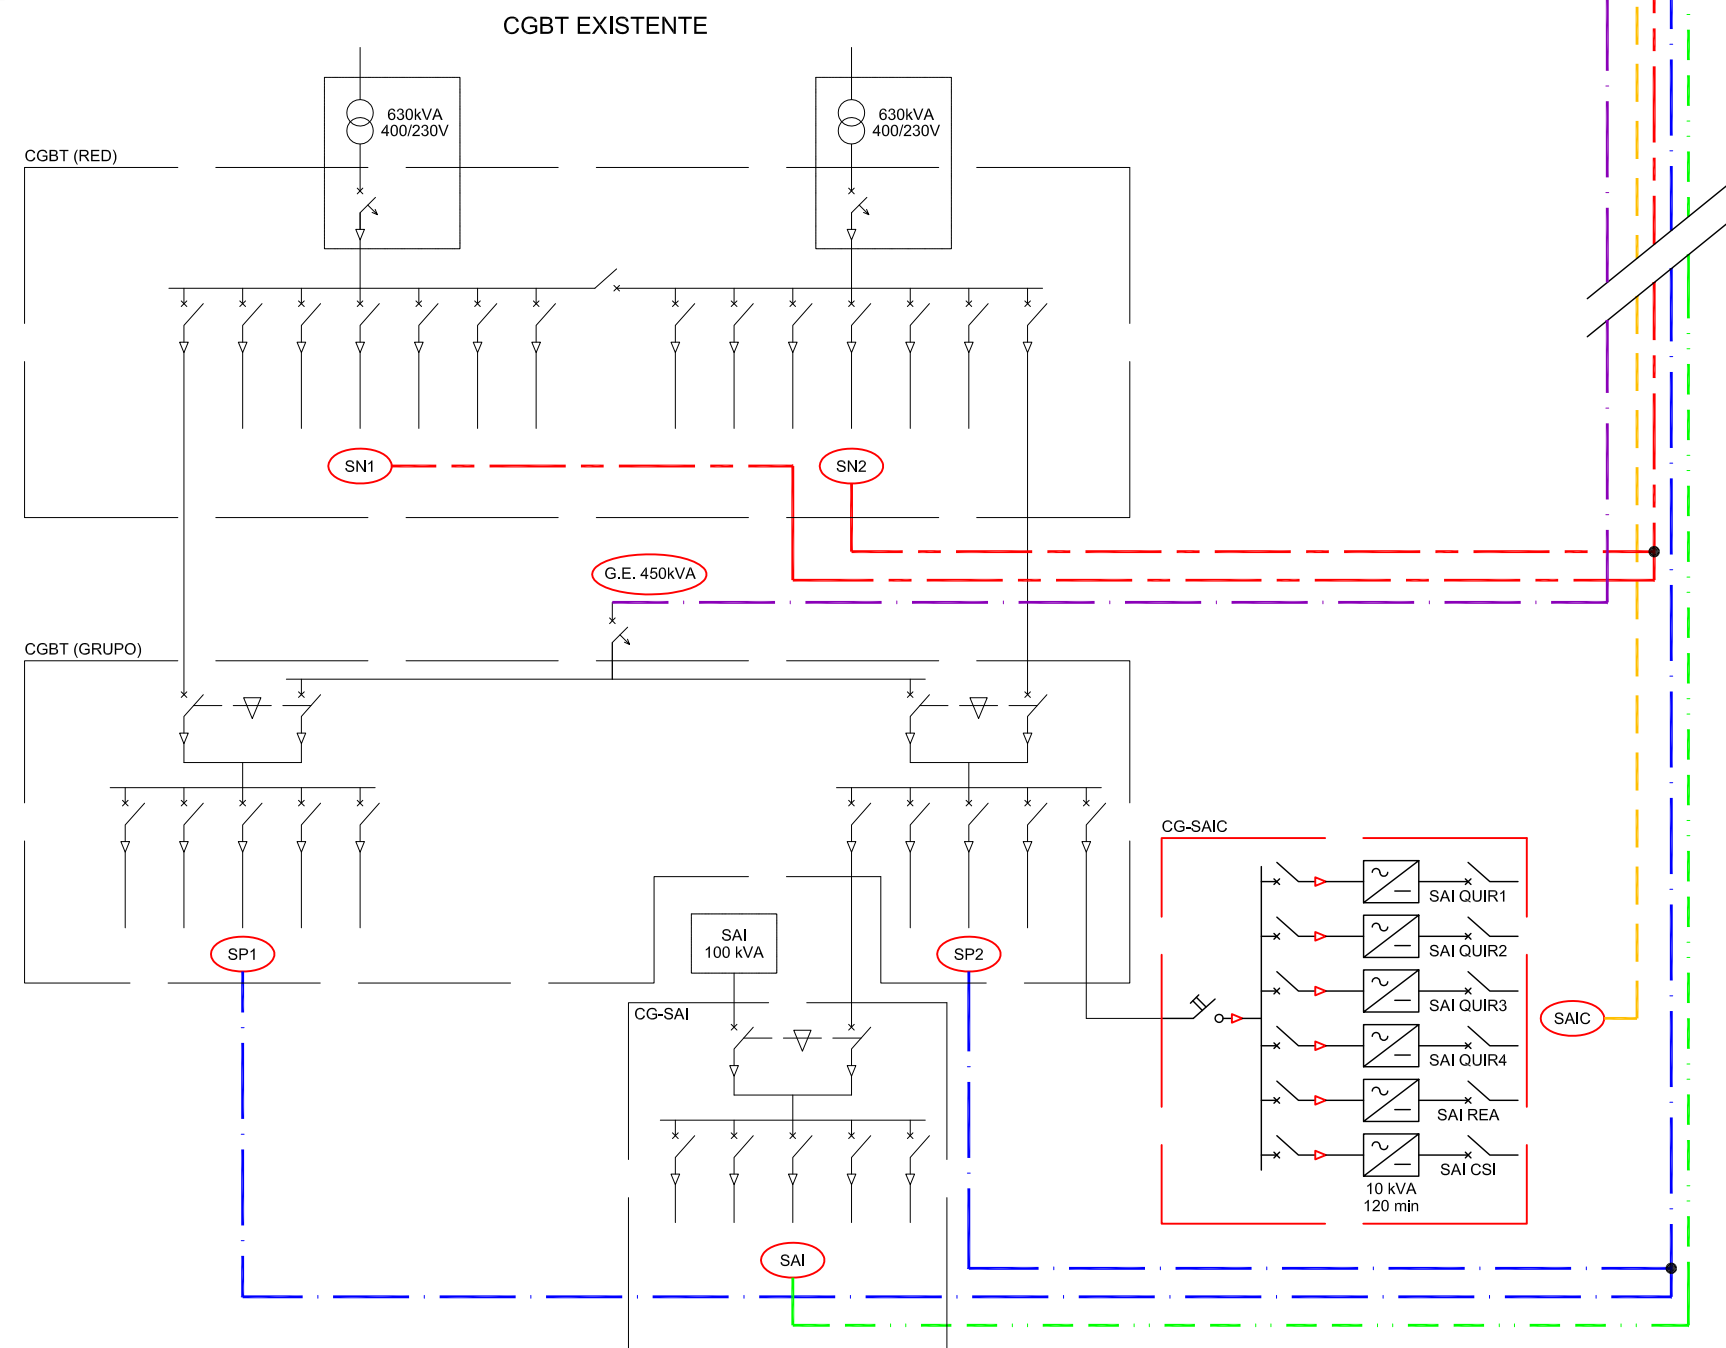 CGBT EXISTENTE
630kVA
400/230V
630kVA
400/230V
CGBT (RED)
SN1
SN2
G.E. 450kVA
CGBT (GRUPO)
CG-SAIC
SAI QUIR1
SAI QUIR2
SAI QUIR3
SAI QUIR4
SAI REA
SAI CSI
10 kVA
120 min
SAIC
SP1
SAI
100 kVA
SP2
CG-SAI
SAI